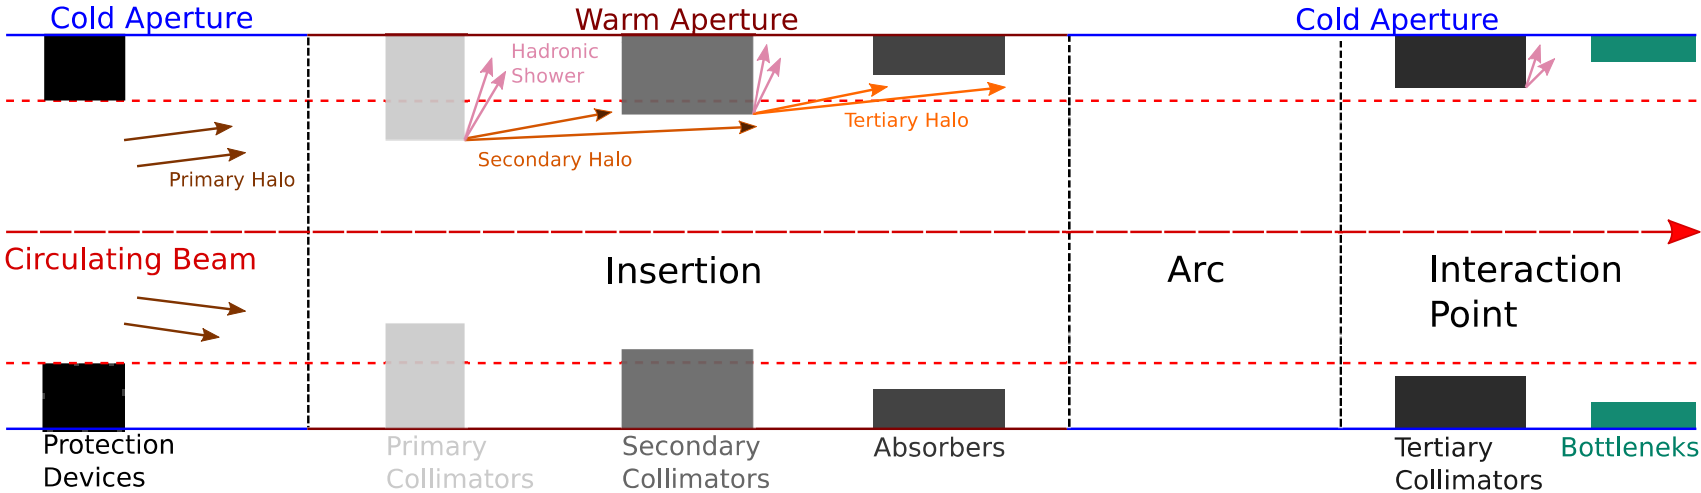 Cold Aperture
Warm Aperture
Cold Aperture
Hadronic
Shower
Tertiary Halo
Secondary Halo
Primary Halo
Circulating Beam
Insertion
Arc
Interaction
Point
Protection
Devices
Primary
Collimators
Secondary
Collimators
Absorbers
Tertiary
Collimators
Bottleneks